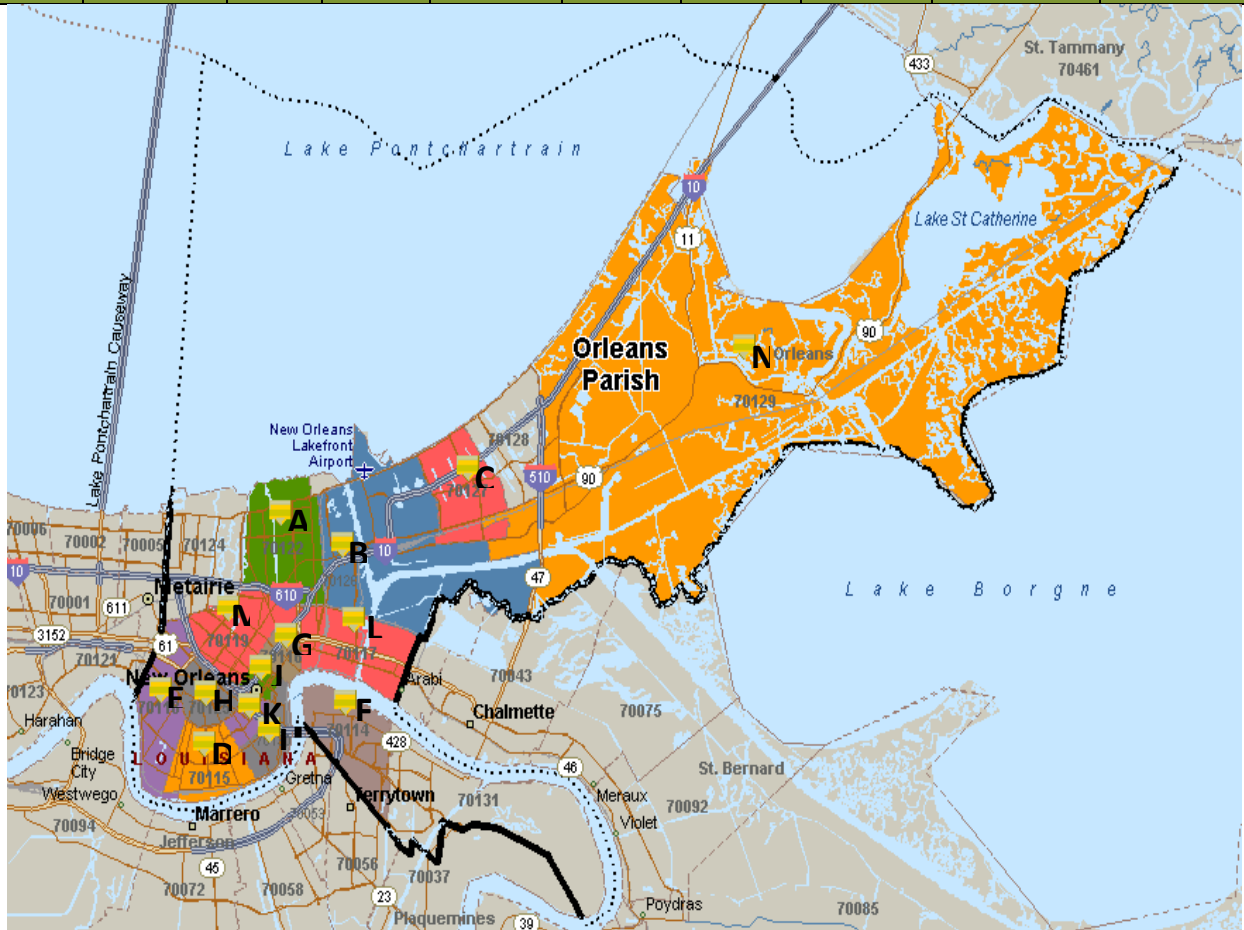 St. Tammany
70461
433
Lake Pontchartrain
10
Lake St Catherine
11
Lake Pontchartrain Causeway
90
Orleans
Parish
N
Orleans
70129
New Orleans
Lakefront
Airport
70128
C
510
90
70127
A
70006
70002
70005
70124
70122
B
10
10
70126
47
Metairie
610
Lake Borgne
70001
611
3152
61
70119
L
G
70117
70121
70116
70043
New Orleans
J
Arabi
70123
H
K
F
70075
Harahan
Chalmette
70114
428
D
LOUISIANA
St. Bernard
Bridge
City
70115
Gretna
46
Westwego
Terrytown
70131
Meraux
70092
Marrero
70053
Violet
70094
Jefferson
45
70056
70072
70058
70037
23
Poydras
70085
Plaquemines
39